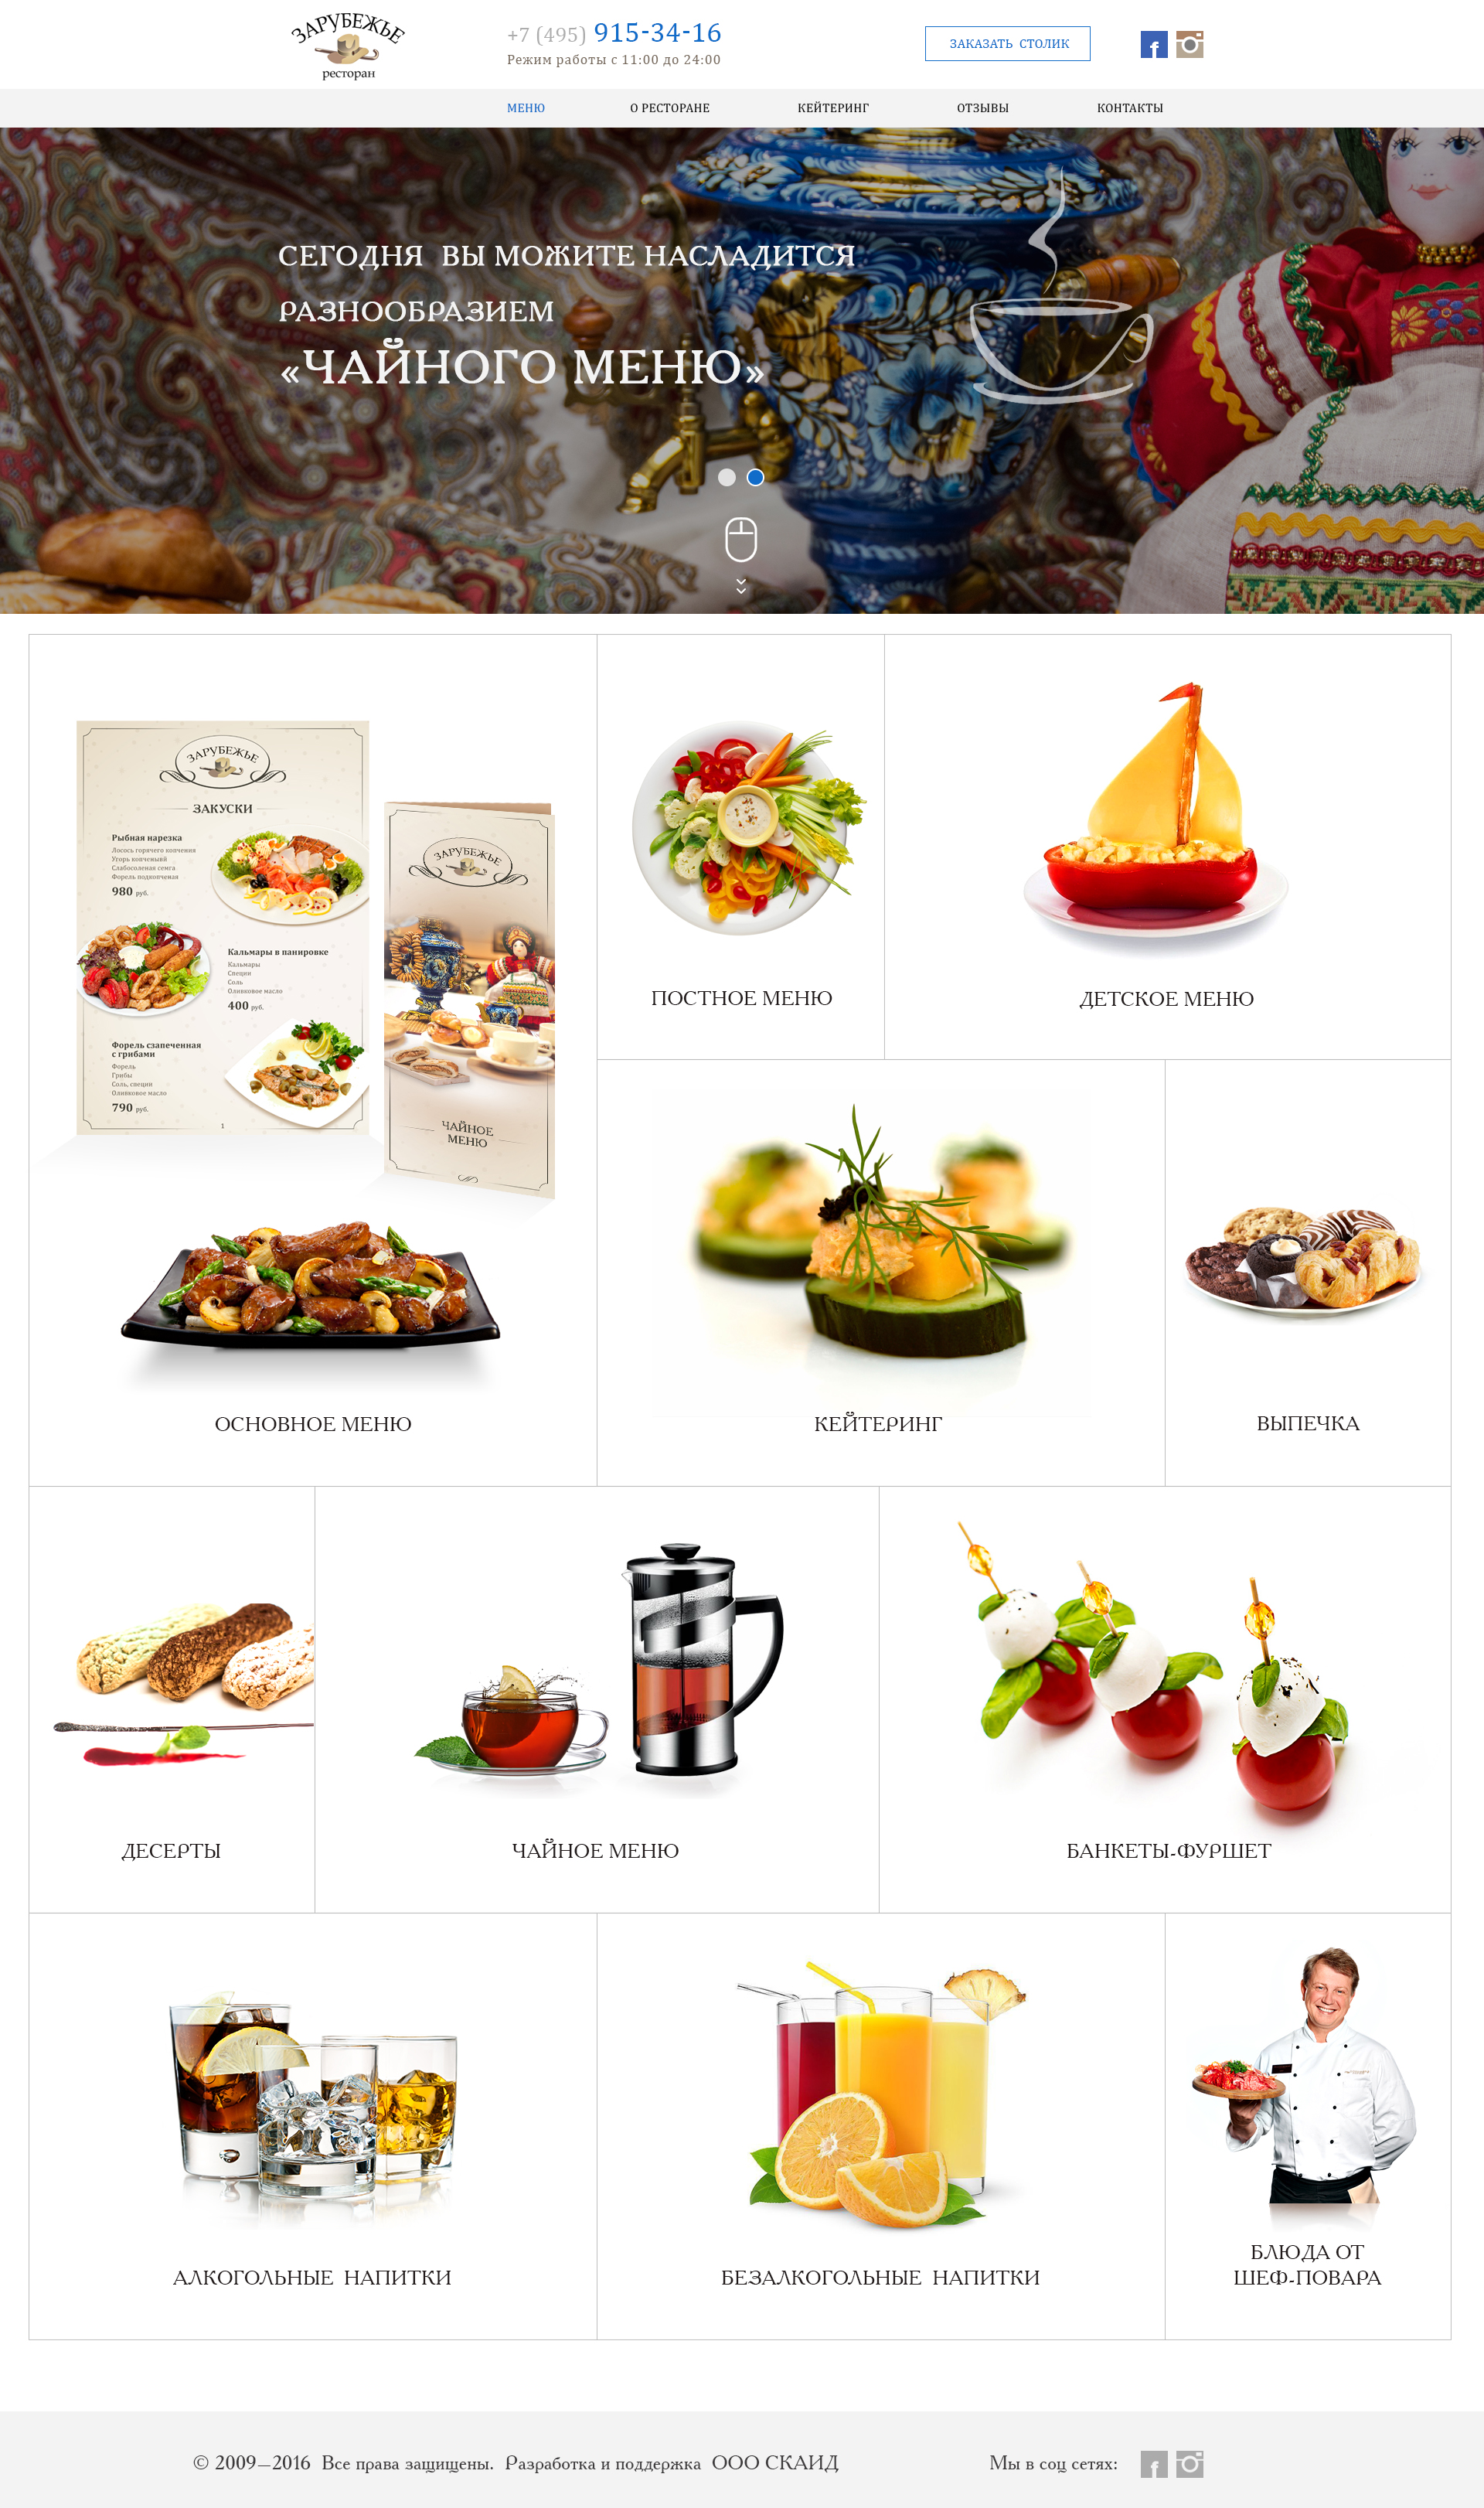 ЗАРУБЕЖЬЕ
ресторан
+7 (495) 915-34-16
Режим работы с 11:00 до 24:00
ЗАКАЗАТЬ СТОЛИК
f
МЕНЮ
О РЕСТОРАНЕ
КЕЙТЕРИНГ
ОТЗЫВЫ
КОНТАКТЫ
СЕГОДНЯ ВЫ МОЖИТЕ НАСЛАДИТСЯ
РАЗНООБРАЗИЕМ
«ЧАЙНОГО МЕНЮ»
ЗАРУБЕЖЬЕ
ЗАКУСКИ
Рыбная нарезка
Лосось горячего копчения
Угорь копченывй
Слабосоленая семга
Форель подкопченая
980 руб.
Кальмары в панировке
Кальмары
Специи
Соль
Оливковое масло
400 руб.
Форель сзапеченная
с грибами
Форель
Грибы
Соль, специи
Оливковое масло
790 руб.
1
ЗАРУБЕЖЬЕ
ЧАЙНОЕ
МЕНЮ
ОСНОВНОЕ МЕНЮ
ПОСТНОЕ МЕНЮ
ДЕТСКОЕ МЕНЮ
КЕЙТЕРИНГ
ВЫПЕЧКА
ДЕСЕРТЫ
ЧАЙНОЕ МЕНЮ
БАНКЕТЫ-ФУРШЕТ
АЛКОГОЛЬНЫЕ НАПИТКИ
БЕЗАЛКОГОЛЬНЫЕ НАПИТКИ
БЛЮДА ОТ
ШЕФ-ПОВАРА
© 2009—2016 Все права защищены. Разработка и поддержка ООО СКАИД
Мы в соц сетях:
f